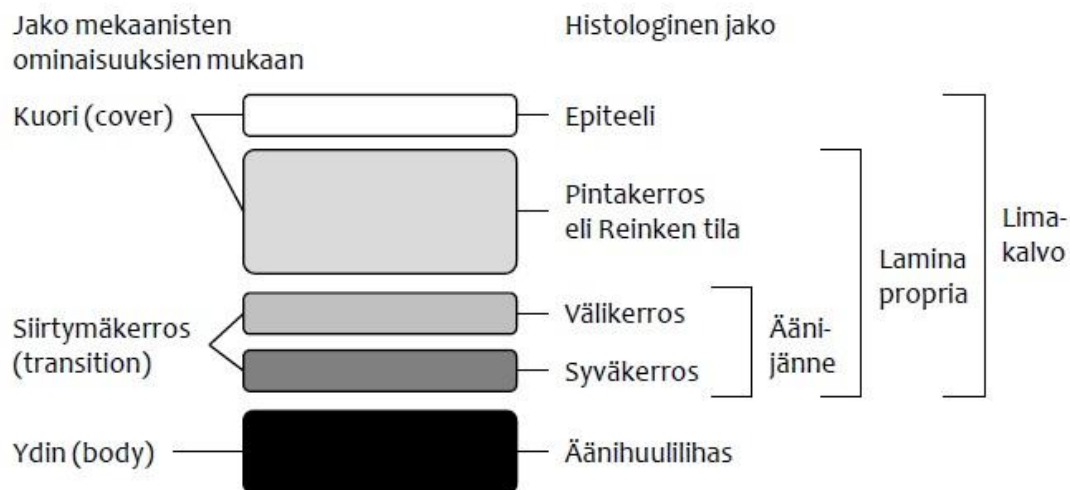 Jako mekaanisten
ominaisuuksien mukaan
Histologinen jako
Kuori (cover)
Epiteeli
Pintakerros
eli Reinken tila
Siirtymäkerros
(transition)
Välikerros
Syväkerros
Ääni-
jänne
Lamina
propria
Lima-
kalvo
Ydin (body)
Äänihuulilihas